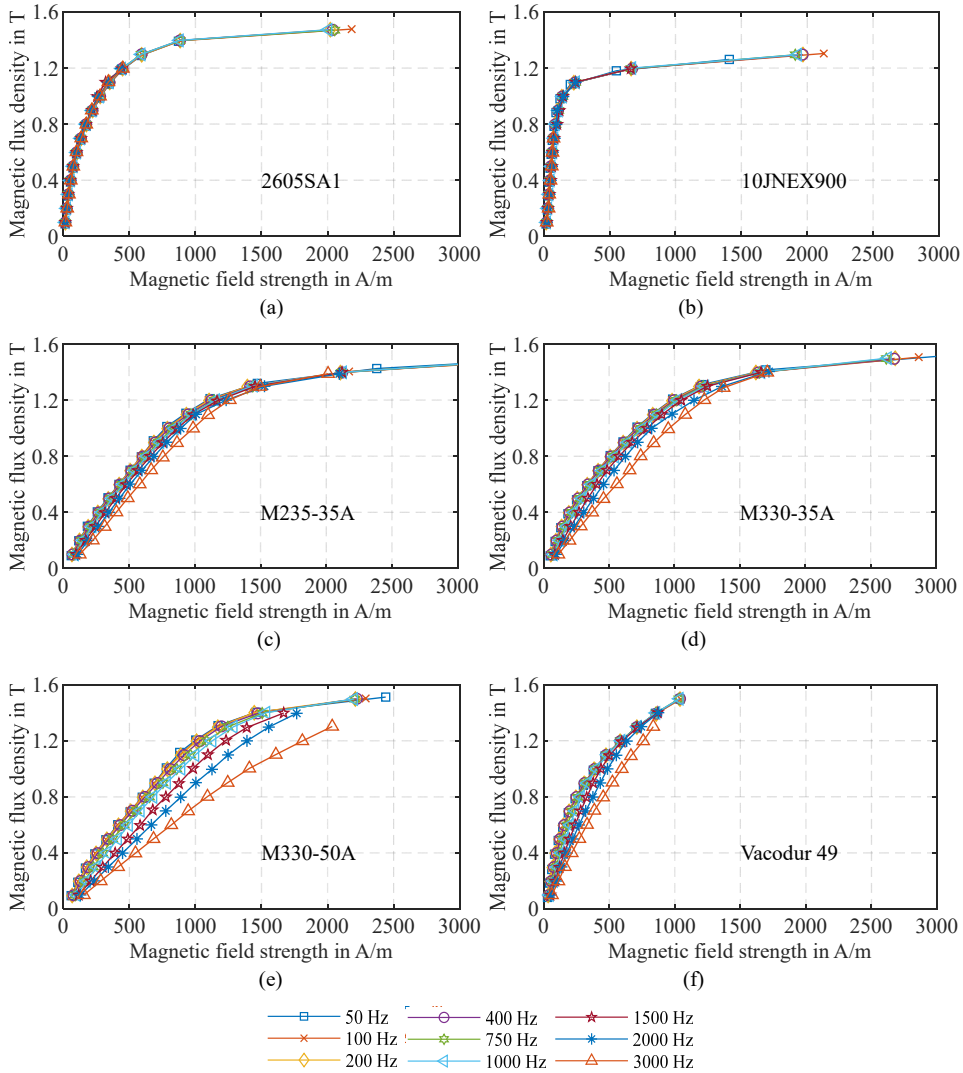 Magnetic flux density in T
1.6
1.2
0.8
0.4
0
2605SA1
0 500 1000 1500 2000 2500 3000
Magnetic field strength in A/m
(a)
Magnetic flux density in T
1.6
1.2
0.8
0.4
0
10JNEX900
0 500 1000 1500 2000 2500 3000
Magnetic field strength in A/m
(b)
Magnetic flux density in T
1.6
1.2
0.8
0.4
0
M235-35A
0 500 1000 1500 2000 2500 3000
Magnetic field strength in A/m
(c)
Magnetic flux density in T
1.6
1.2
0.8
0.4
0
M330-35A
0 500 1000 1500 2000 2500 3000
Magnetic field strength in A/m
(d)
Magnetic flux density in T
1.6
1.2
0.8
0.4
0
M330-50A
0 500 1000 1500 2000 2500 3000
Magnetic field strength in A/m
(e)
Magnetic flux density in T
1.6
1.2
0.8
0.4
0
Vacodur 49
0 500 1000 1500 2000 2500 3000
Magnetic field strength in A/m
(f)
50 Hz 400 Hz 1500 Hz
100 Hz 750 Hz 2000 Hz
200 Hz 1000 Hz 3000 Hz